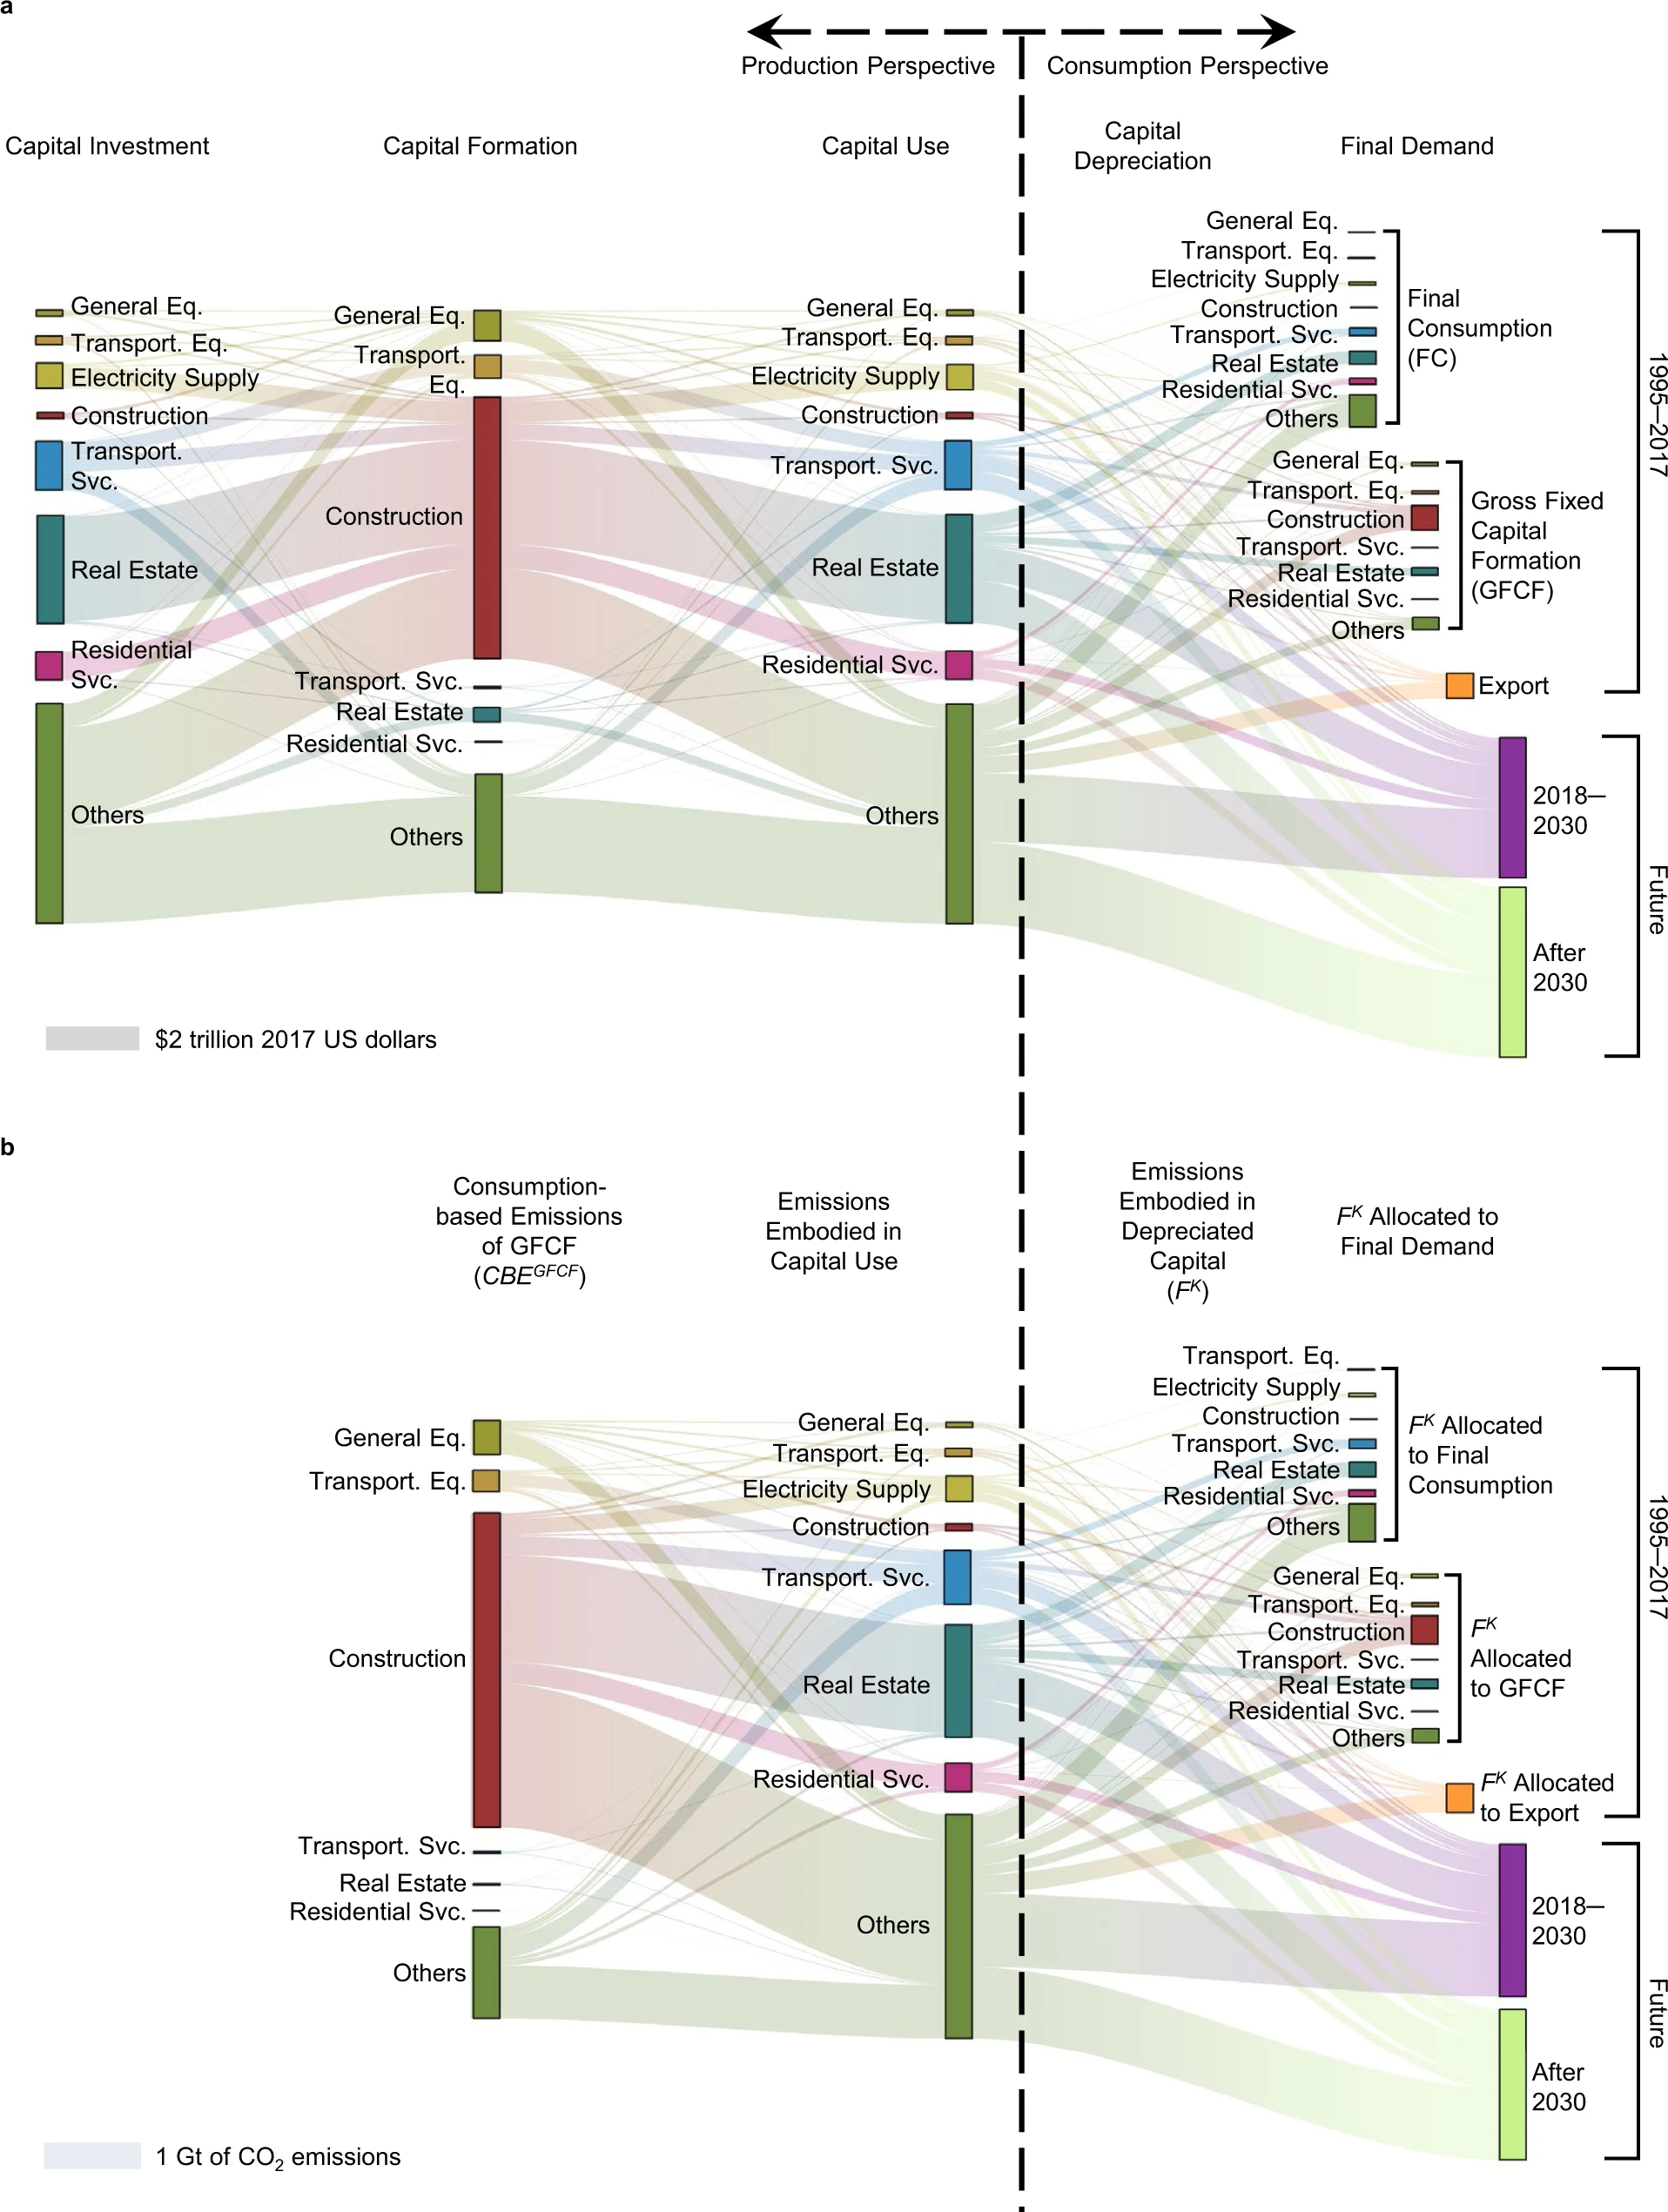 a
Production Perspective
Consumption Perspective
Capital Investment
Capital Formation
Capital Use
Capital
Depreciation
Final Demand
General Eq.
Transport. Eq.
Electricity Supply
Construction
Transport.
Svc.
Real Estate
Residential
Svc.
Others
General Eq.
Transport.
Eq.
Construction
Transport. Svc.
Real Estate
Residential Svc.
Others
General Eq.
Transport. Eq.
Electricity Supply
Construction
Transport. Svc.
Real Estate
Residential Svc.
Others
General Eq.
Transport. Eq.
Electricity Supply
Construction
Transport. Svc.
Real Estate
Residential Svc.
Others
Final
Consumption
(FC)
General Eq.
Transport. Eq.
Construction
Transport. Svc.
Real Estate
Residential Svc.
Others
Gross Fixed
Capital
Formation
(GFCF)
Export
1995–2017
2018–
2030
After
2030
Future
$2 trillion 2017 US dollars
b
Consumption-
based Emissions
of GFCF
(CBE^GFCF)
Emissions
Embodied in
Capital Use
Emissions
Embodied in
Depreciated
Capital
(F^K)
F^K Allocated to
Final Demand
General Eq.
Transport. Eq.
Construction
Transport. Svc.
Real Estate
Residential Svc.
Others
General Eq.
Transport. Eq.
Electricity Supply
Construction
Transport. Svc.
Real Estate
Residential Svc.
Others
Transport. Eq.
Electricity Supply
Construction
Transport. Svc.
Real Estate
Residential Svc.
Others
F^K Allocated
to Final
Consumption
General Eq.
Transport. Eq.
Construction
Transport. Svc.
Real Estate
Residential Svc.
Others
F^K
Allocated
to GFCF
F^K Allocated
to Export
1995–2017
2018–
2030
After
2030
Future
1 Gt of CO₂ emissions